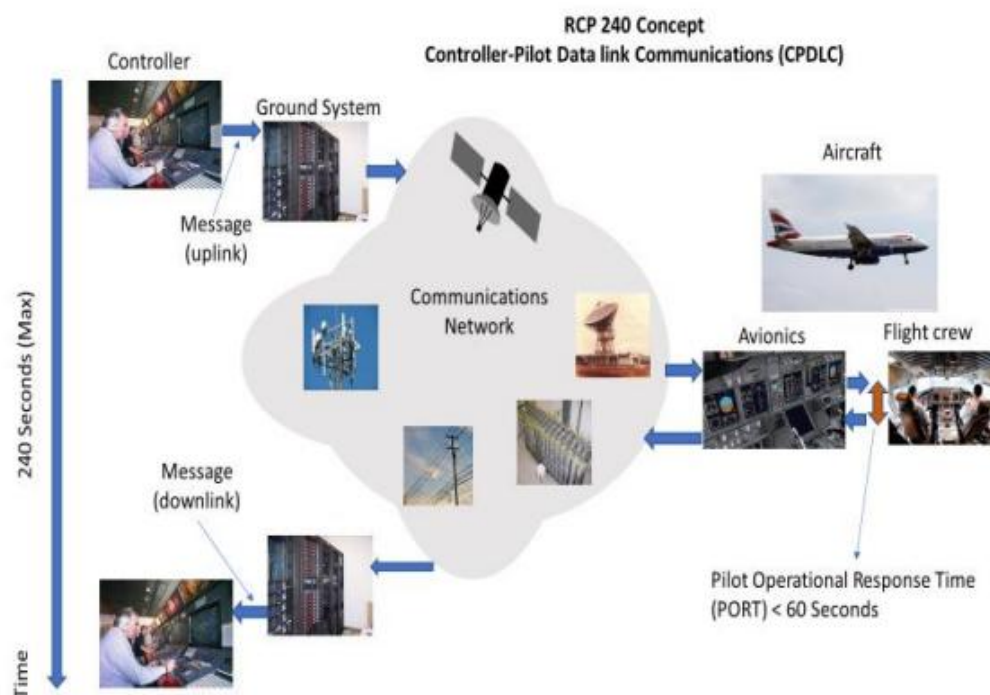 RCP 240 Concept
Controller-Pilot Data link Communications (CPDLC)
Controller
Ground System
Aircraft
Message
(uplink)
Communications
Network
Avionics
Flight crew
240 Seconds (Max)
Message
(downlink)
Pilot Operational Response Time
(PORT) < 60 Seconds
Time